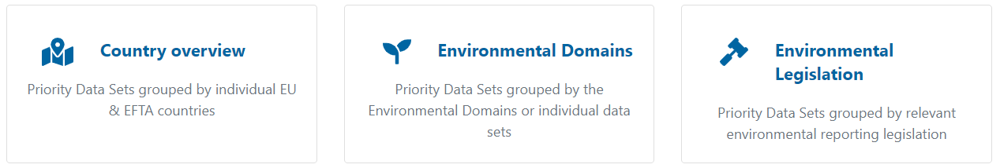 Country overview
Priority Data Sets grouped by individual EU
& EFTA countries
Environmental Domains
Priority Data Sets grouped by the
Environmental Domains or individual data
sets
Environmental
Legislation
Priority Data Sets grouped by relevant
environmental reporting legislation